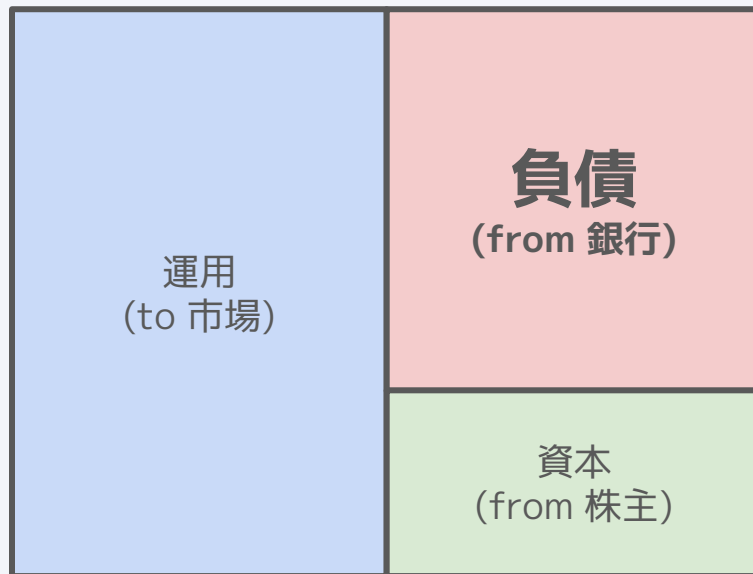 運用
(to 市場)
負債
(from 銀行)
資本
(from 株主)